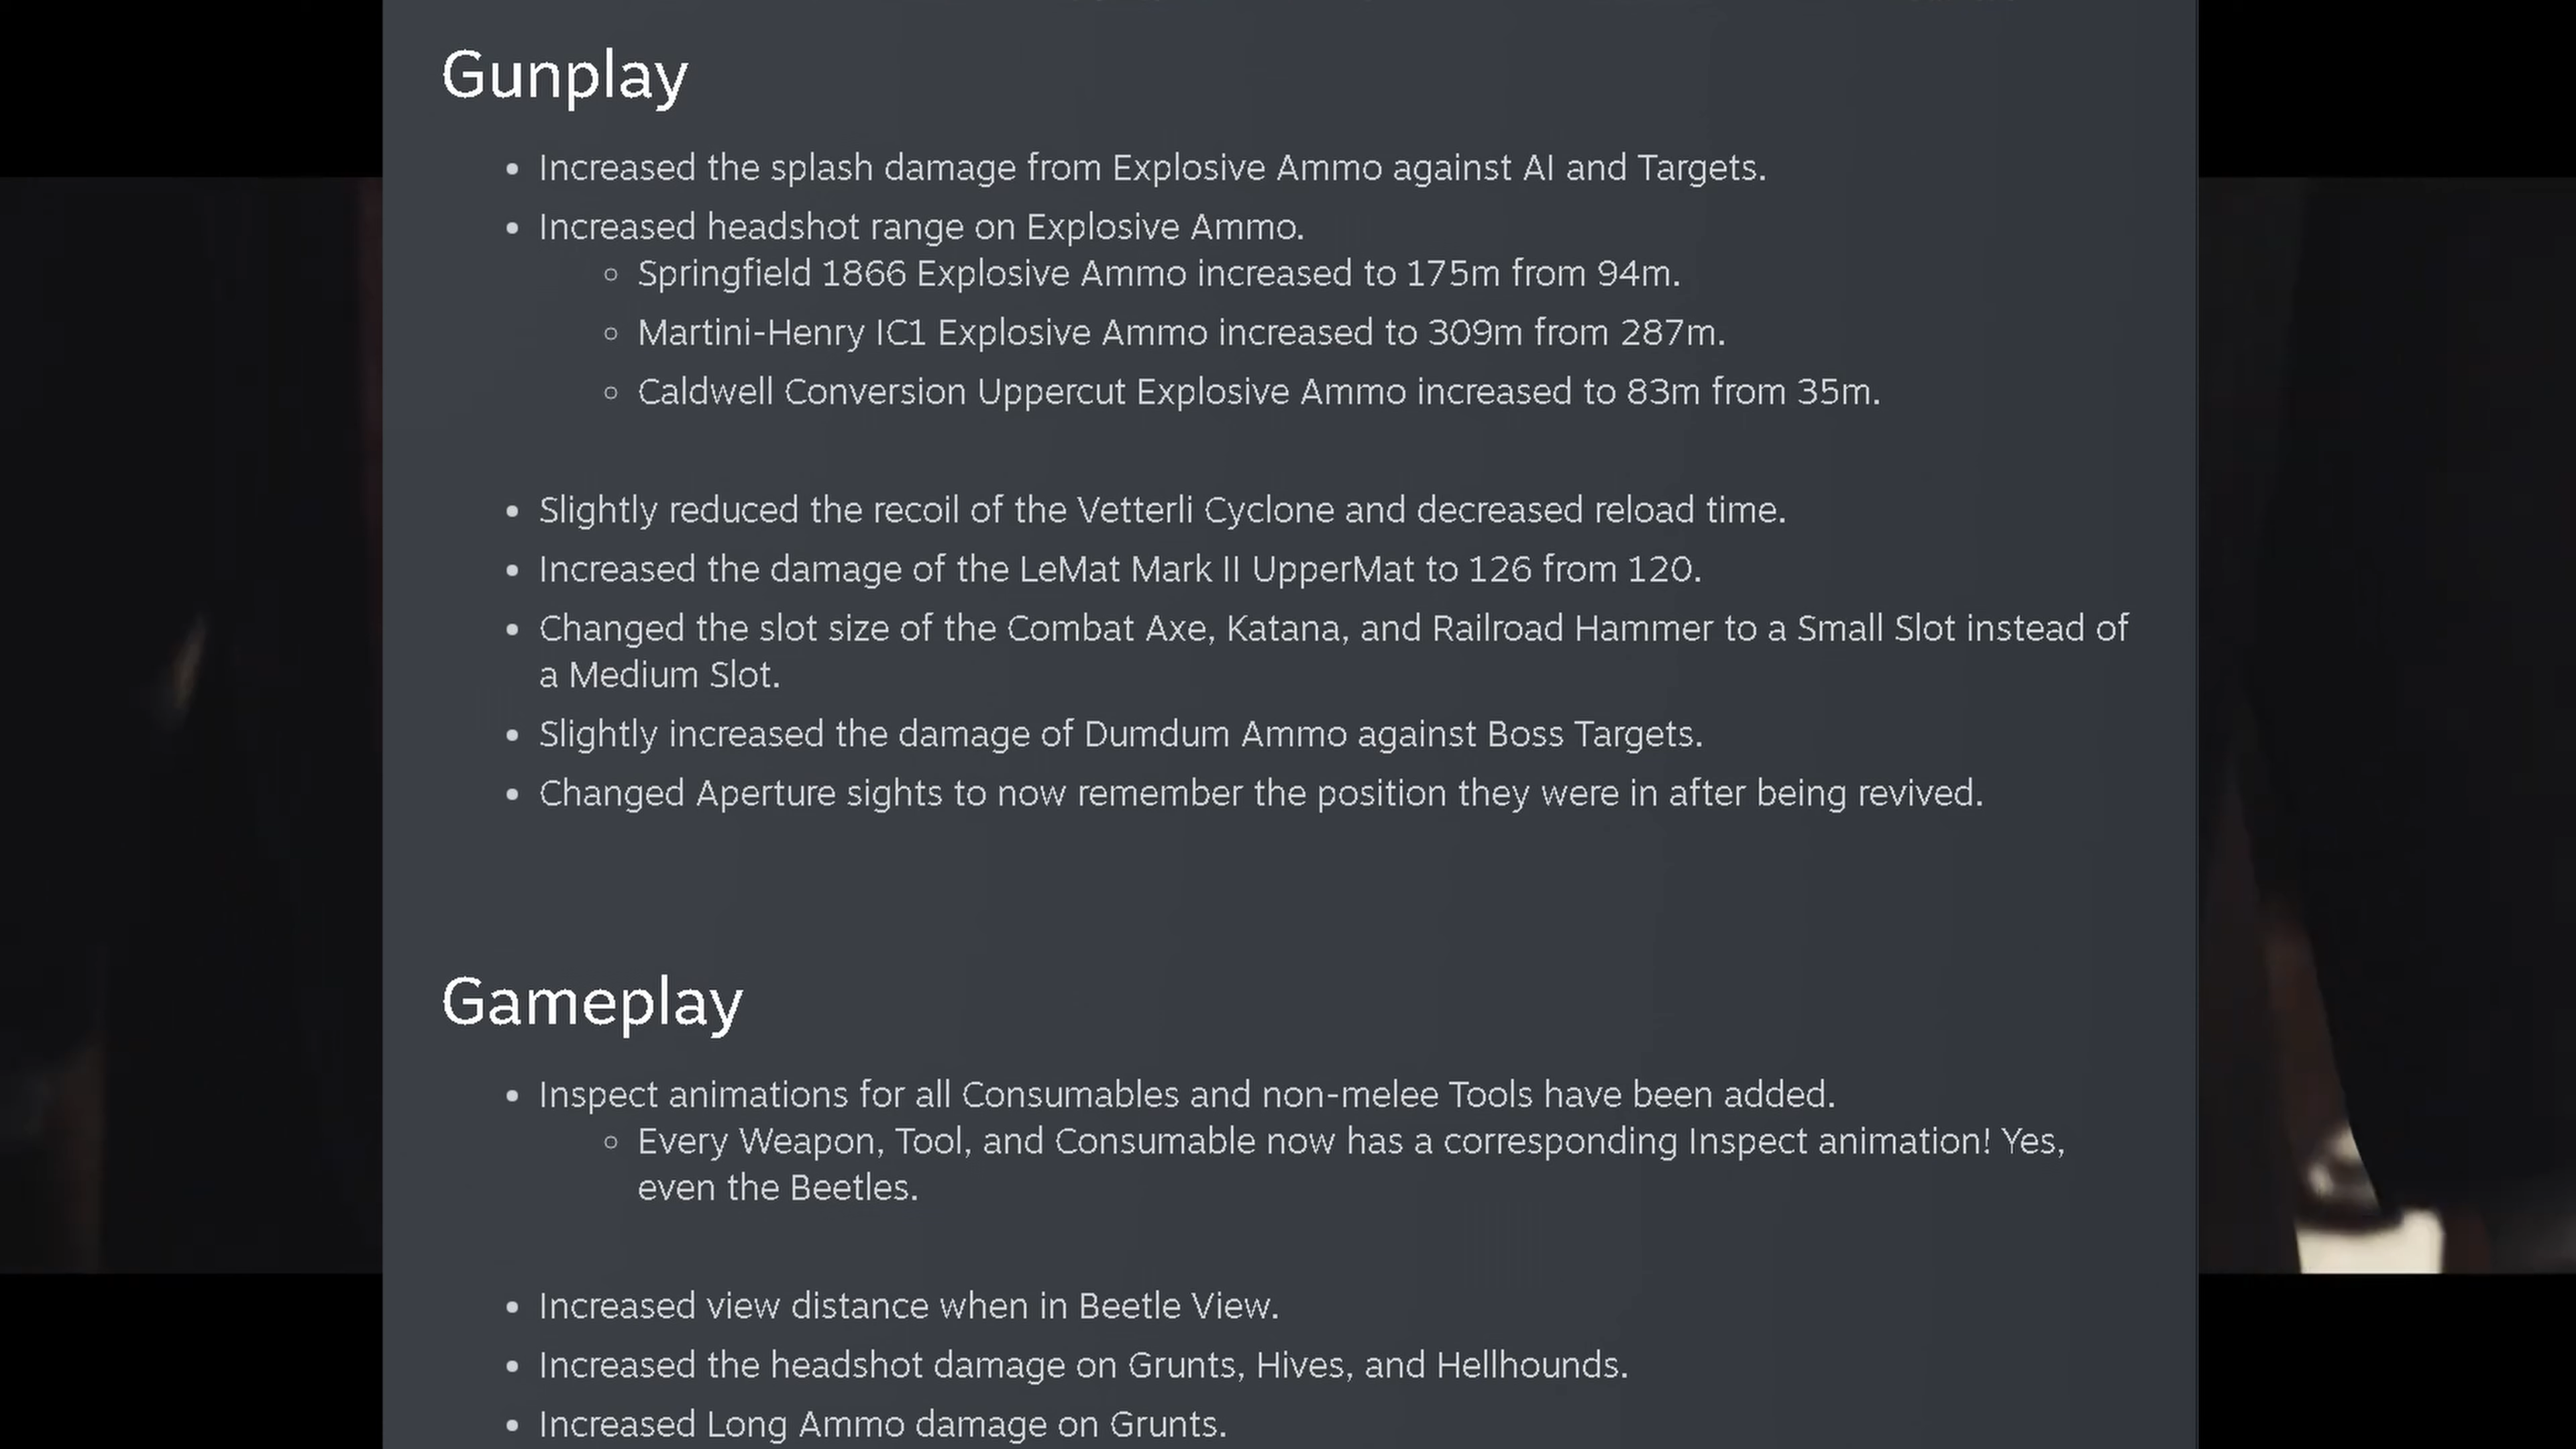 Gunplay
Increased the splash damage from Explosive Ammo against AI and Targets.
Increased headshot range on Explosive Ammo.
Springfield 1866 Explosive Ammo increased to 175m from 94m.
Martini-Henry IC1 Explosive Ammo increased to 309m from 287m.
Caldwell Conversion Uppercut Explosive Ammo increased to 83m from 35m.
Slightly reduced the recoil of the Vetterli Cyclone and decreased reload time.
Increased the damage of the LeMat Mark II UpperMat to 126 from 120.
Changed the slot size of the Combat Axe, Katana, and Railroad Hammer to a Small Slot instead of
a Medium Slot.
Slightly increased the damage of Dumdum Ammo against Boss Targets.
Changed Aperture sights to now remember the position they were in after being revived.
Gameplay
Inspect animations for all Consumables and non-melee Tools have been added.
Every Weapon, Tool, and Consumable now has a corresponding Inspect animation! Yes,
even the Beetles.
Increased view distance when in Beetle View.
Increased the headshot damage on Grunts, Hives, and Hellhounds.
Increased Long Ammo damage on Grunts.